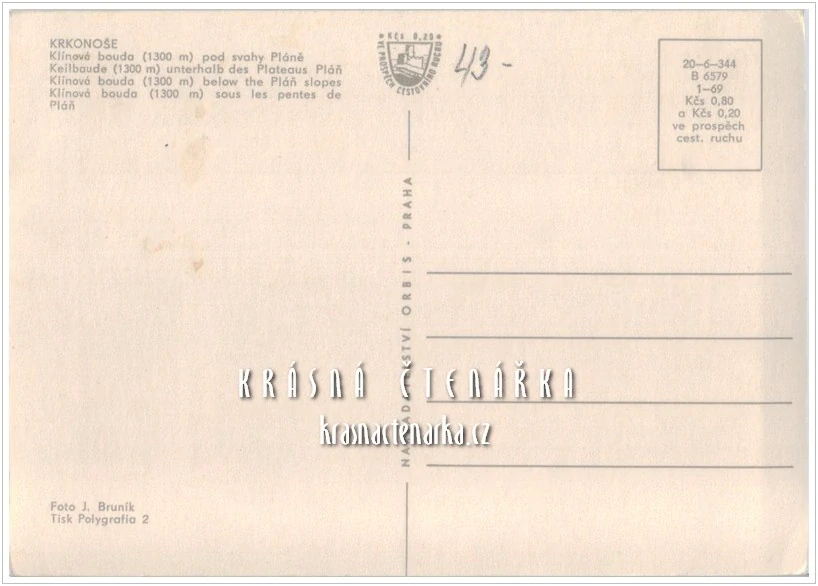 KRKONOŠE
Klínová bouda (1300 m) pod svahy Pláně
Keilbaude (1300 m) unterhalb des Plateaus Pláň
Klínová bouda (1300 m) below the Pláň slopes
Klínová bouda (1300 m) sous les pentes de
Pláň
Kčs 0,20
VE PROSPĚCH CESTOVNÍHO RUCHU
43-
20-6-344
B 6579
1-69
Kčs 0,80
a Kčs 0,20
ve prospěch
cest. ruchu
NAKLADATELSTVÍ ORBIS - PRAHA
KRÁSNÁ ČTENÁŘKA
krasnactenarka.cz
Foto J. Bruník
Tisk Polygrafia 2